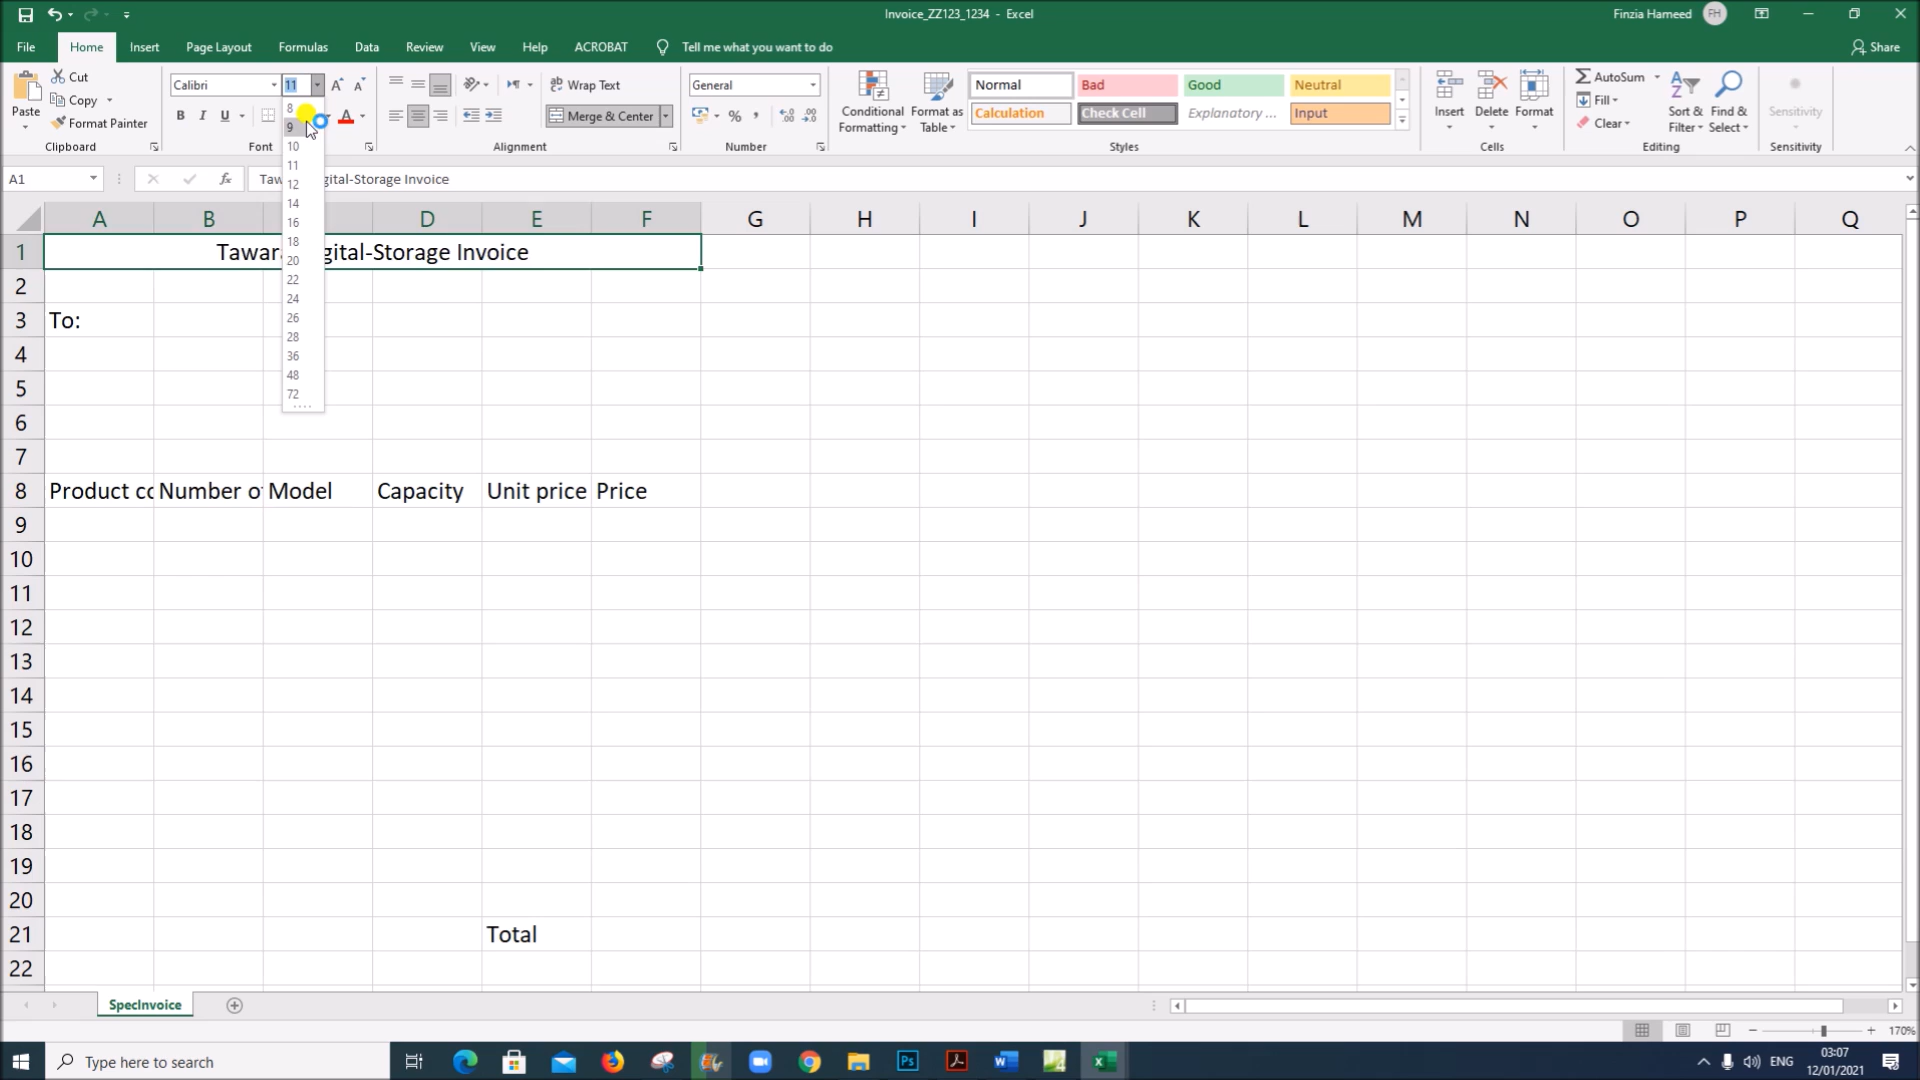 Invoice_ZZ123_1234 - Excel
Finzia Hameed FH
File Home Insert Page Layout Formulas Data Review View Help ACROBAT Tell me what you want to do Share
Paste
Cut
Copy
Format Painter
Clipboard
Calibri 11
B I U
Font
Wrap Text
Merge & Center
Alignment
General
%
Number
Conditional Formatting
Format as Table
Normal Bad Good Neutral
Calculation Check Cell Explanatory ... Input
Styles
Insert Delete Format
Cells
AutoSum
Fill
Clear
Sort & Filter
Find & Select
Editing
Sensitivity
Sensitivity
8
9
10
11
12
14
16
18
20
22
24
26
28
36
48
72
A1 fx Taw gital-Storage Invoice
A B D E F G H I J K L M N O P Q
1 Tawar gital-Storage Invoice
2
3 To:
4
5
6
7
8 Product co Number of Model Capacity Unit price Price
9
10
11
12
13
14
15
16
17
18
19
20
21 Total
22
SpecInvoice
170%
Type here to search
ENG
03:07
12/01/2021